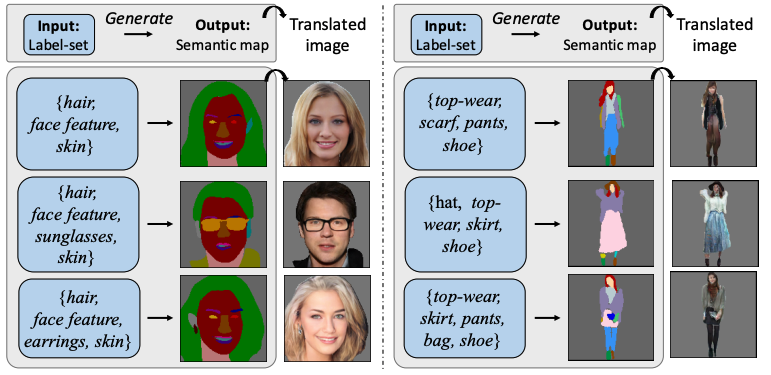 Input:
Label-set
Generate
Output:
Semantic map
Translated
image
{hair,
face feature,
skin}
{hair,
face feature,
sunglasses,
skin}
{hair,
face feature,
earrings, skin}
Input:
Label-set
Generate
Output:
Semantic map
Translated
image
{top-wear,
scarf, pants,
shoe}
{hat, top-
wear, skirt,
shoe}
{top-wear,
skirt, pants,
bag, shoe}